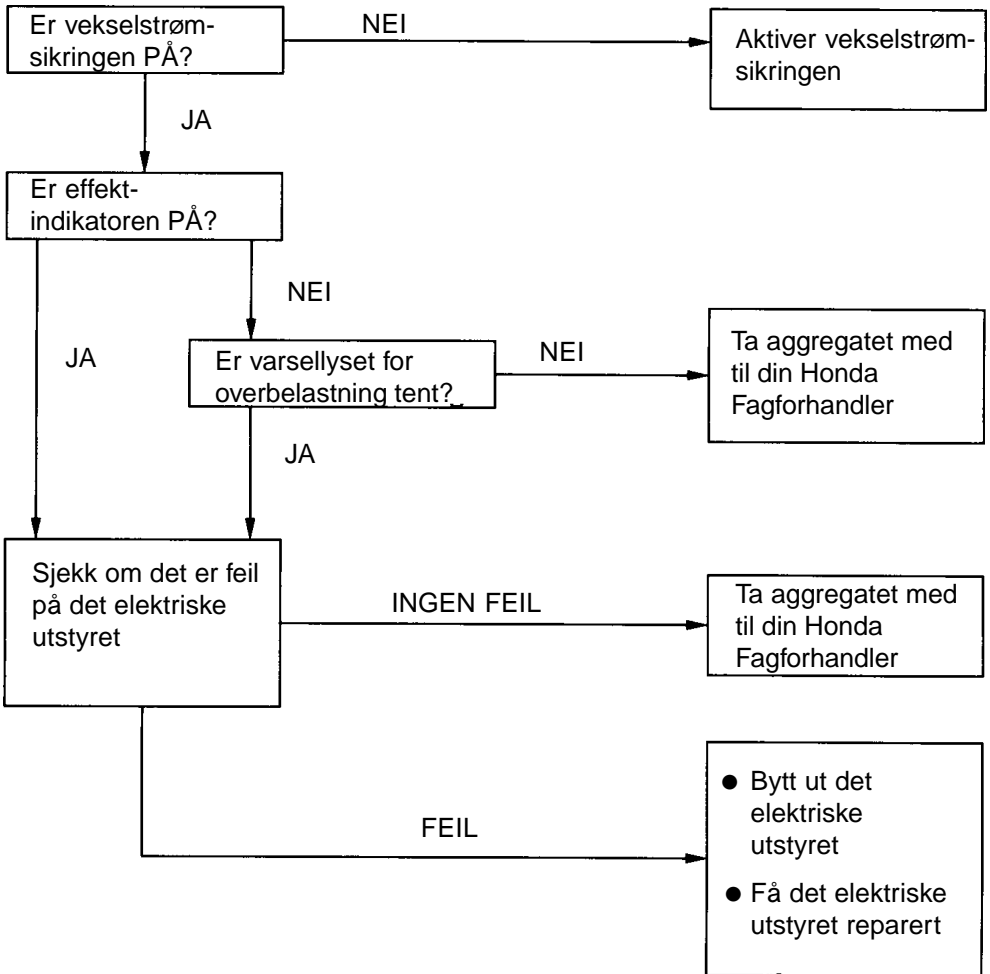 Er vekselstrøm-
sikringen PÅ?
NEI
Aktiver vekselstrøm-
sikringen
JA
Er effekt-
indikatoren PÅ?
NEI
JA
Er varsellyset for
overbelastning tent?
NEI
Ta aggregatet med
til din Honda
Fagforhandler
JA
Sjekk om det er feil
på det elektriske
utstyret
INGEN FEIL
Ta aggregatet med
til din Honda
Fagforhandler
FEIL
● Bytt ut det
elektriske
utstyret
● Få det elektriske
utstyret reparert